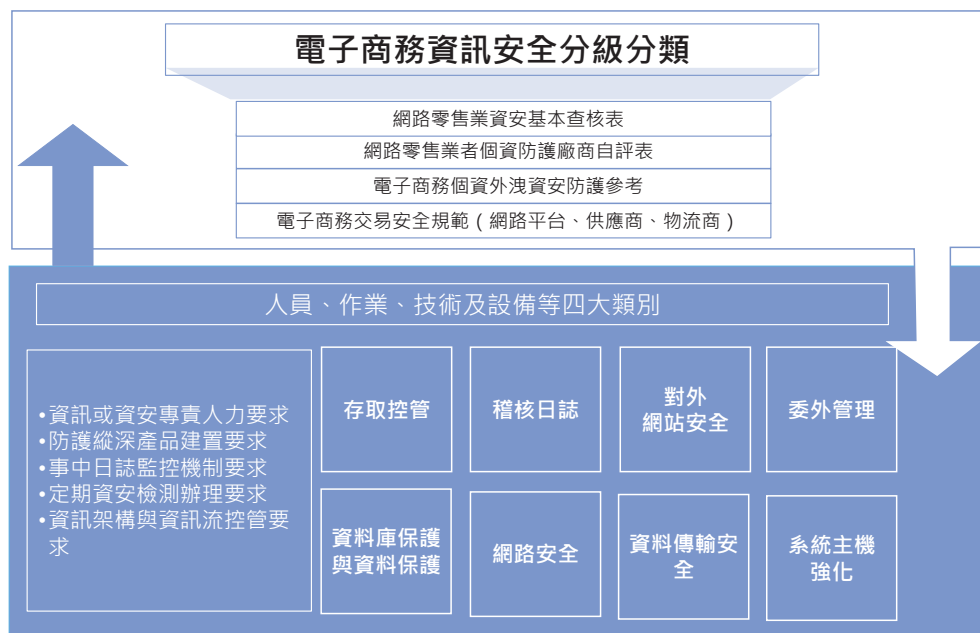 電子商務資訊安全分級分類
網路零售業資安基本查核表
網路零售業者個資防護廠商自評表
電子商務個資外洩資安防護參考
電子商務交易安全規範(網路平台、供應商、物流商)
人員、作業、技術及設備等四大類別
•資訊或資安專責人力要求
•防護縱深產品建置要求
•事中日誌監控機制要求
•定期資安檢測辦理要求
•資訊架構與資訊流控管要
求
存取控管
稽核日誌
對外
網站安全
委外管理
資料庫保護
與資料保護
網路安全
資料傳輸安
全
系統主機
強化